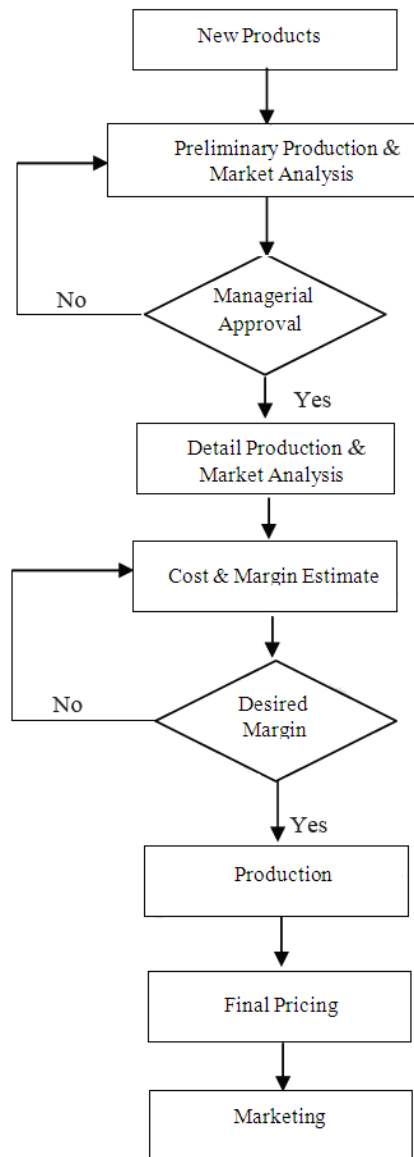 New Products
Preliminary Production &
Market Analysis
No
Managerial
Approval
Yes
Detail Production &
Market Analysis
Cost & Margin Estimate
No
Desired
Margin
Yes
Production
Final Pricing
Marketing